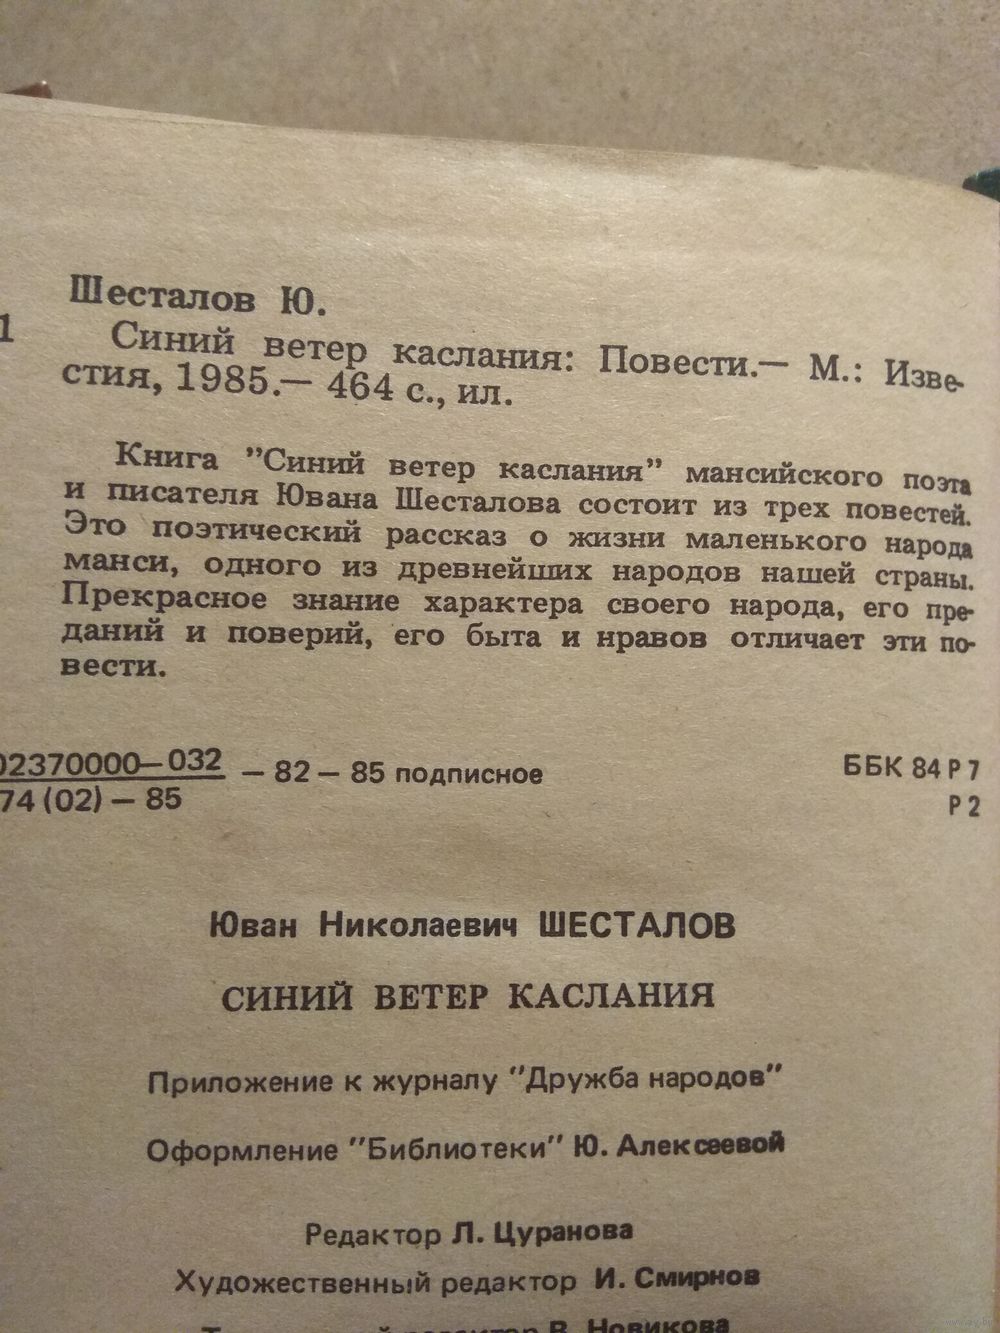 Шесталов Ю.
1 Синий ветер каслания: Повести.— М.: Изве-
стия, 1985.— 464 с., ил.
Книга "Синий ветер каслания" мансийского поэта
и писателя Ювана Шесталова состоит из трех повестей.
Это поэтический рассказ о жизни маленького народа
манси, одного из древнейших народов нашей страны.
Прекрасное знание характера своего народа, его пре-
даний и поверий, его быта и нравов отличает эти по-
вести.
02370000—032
74 (02) — 85
— 82 — 85 подписное
ББК 84 Р 7
Р 2
Юван Николаевич ШЕСТАЛОВ
СИНИЙ ВЕТЕР КАСЛАНИЯ
Приложение к журналу "Дружба народов"
Оформление "Библиотеки" Ю. Алексеевой
Редактор Л. Цуранова
Художественный редактор И. Смирнов
редактор В. Новикова